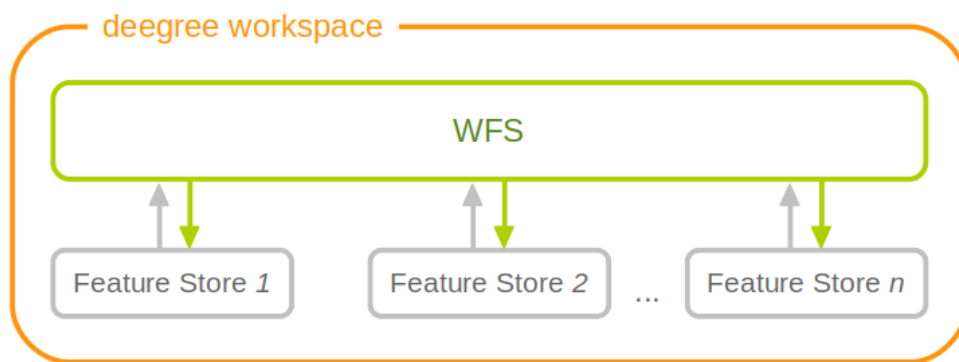 deegree workspace
WFS
Feature Store 1
Feature Store 2
...
Feature Store n